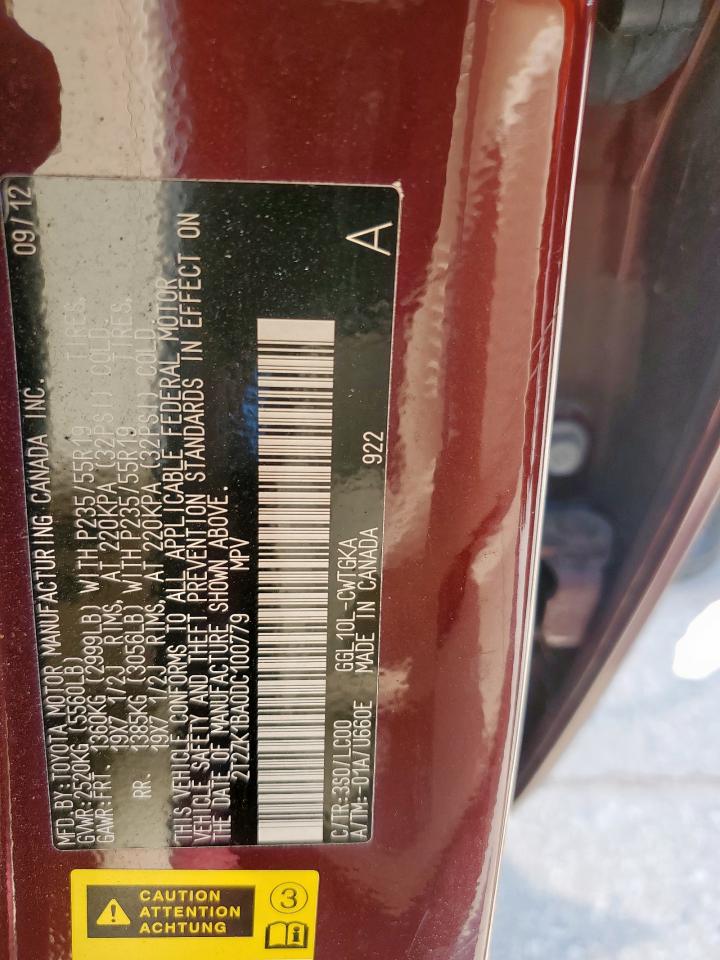 MFD. BY: TOYOTA MOTOR MANUFACTURING CANADA INC. 09/12
GVWR: 2520KG (5560LB)
GAWR: FRT. 1360KG (2999LB) WITH P235/55R19 TIRES.
19X7 1/2J RIMS. AT 220KPA (32PSI) COLD.
RR. 1385KG (3056LB) WITH P235/55R19 TIRES.
19X7 1/2J RIMS. AT 220KPA (32PSI) COLD.
THIS VEHICLE CONFORMS TO ALL APPLICABLE FEDERAL MOTOR
VEHICLE SAFETY AND THEFT PREVENTION STANDARDS IN EFFECT ON
THE DATE OF MANUFACTURE SHOWN ABOVE.
2T2ZK1BA0DC100779 MPV
C/TR: 3S0/LC00 GGL10L-CWTGKA A
A/TM: -01A/U660E MADE IN CANADA 922
CAUTION
ATTENTION
ACHTUNG
3